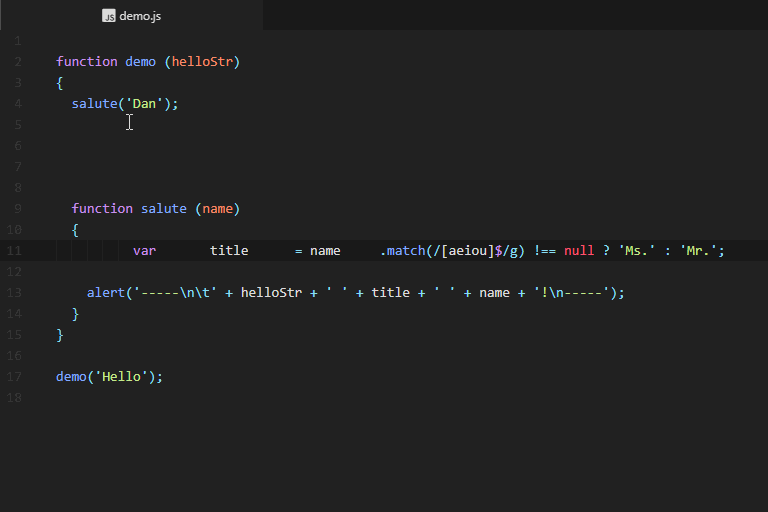 JS demo.js
1
2 function demo (helloStr)
3 {
4 salute('Dan');
5
6
7
8
9 function salute (name)
10 {
11 var title = name .match(/[aeiou]$/g) !== null ? 'Ms.' : 'Mr.';
12
13 alert('-----\n\t' + helloStr + ' ' + title + ' ' + name + '!\n-----');
14 }
15 }
16
17 demo('Hello');
18